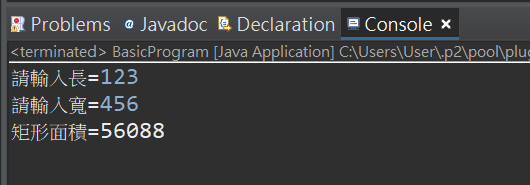 Problems @ Javadoc Declaration Console ×
<terminated> BasicProgram [Java Application] C:\Users\User\.p2\pool\plu
請輸入長=123
請輸入寬=456
矩形面積=56088